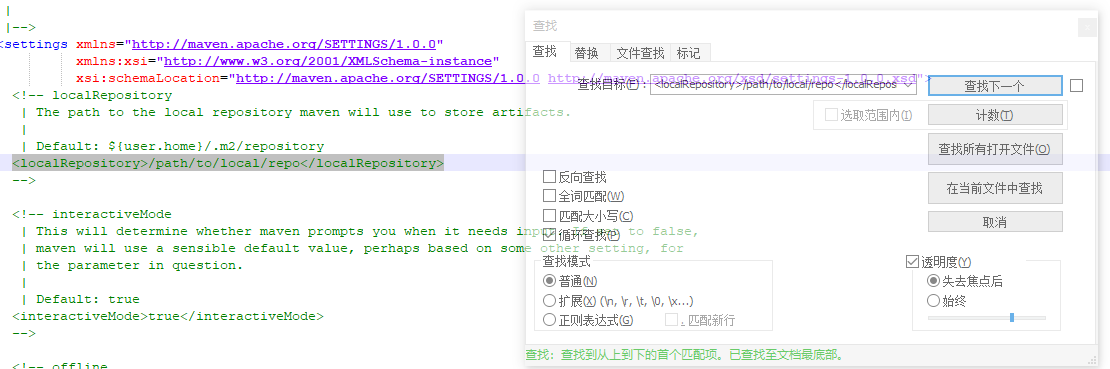 |
|-->
<settings xmlns="http://maven.apache.org/SETTINGS/1.0.0"
xmlns:xsi="http://www.w3.org/2001/XMLSchema-instance"
xsi:schemaLocation="http://maven.apache.org/SETTINGS/1.0.0 http://maven.apache.org/xsd/settings-1.0.0.xsd">
<!-- localRepository
| The path to the local repository maven will use to store artifacts.
|
| Default: ${user.home}/.m2/repository
<localRepository>/path/to/local/repo</localRepository>
-->
<!-- interactiveMode
| This will determine whether maven prompts you when it needs input. If set to false,
| maven will use a sensible default value, perhaps based on some other setting, for
| the parameter in question.
|
| Default: true
<interactiveMode>true</interactiveMode>
-->
<!-- offline
查找
查找 替换 文件查找 标记
查找目标(F): <localRepository>/path/to/local/repo</localRepos
查找下一个
选取范围内(I)
计数(T)
查找所有打开文件(O)
在当前文件中查找
取消
反向查找
全词匹配(W)
匹配大小写(C)
循环查找(P)
查找模式
普通(N)
扩展(X) (\n, \r, \t, \0, \x...)
正则表达式(G)
. 匹配新行
透明度(Y)
失去焦点后
始终
查找: 查找到从上到下的首个匹配项。已查找至文档最底部。